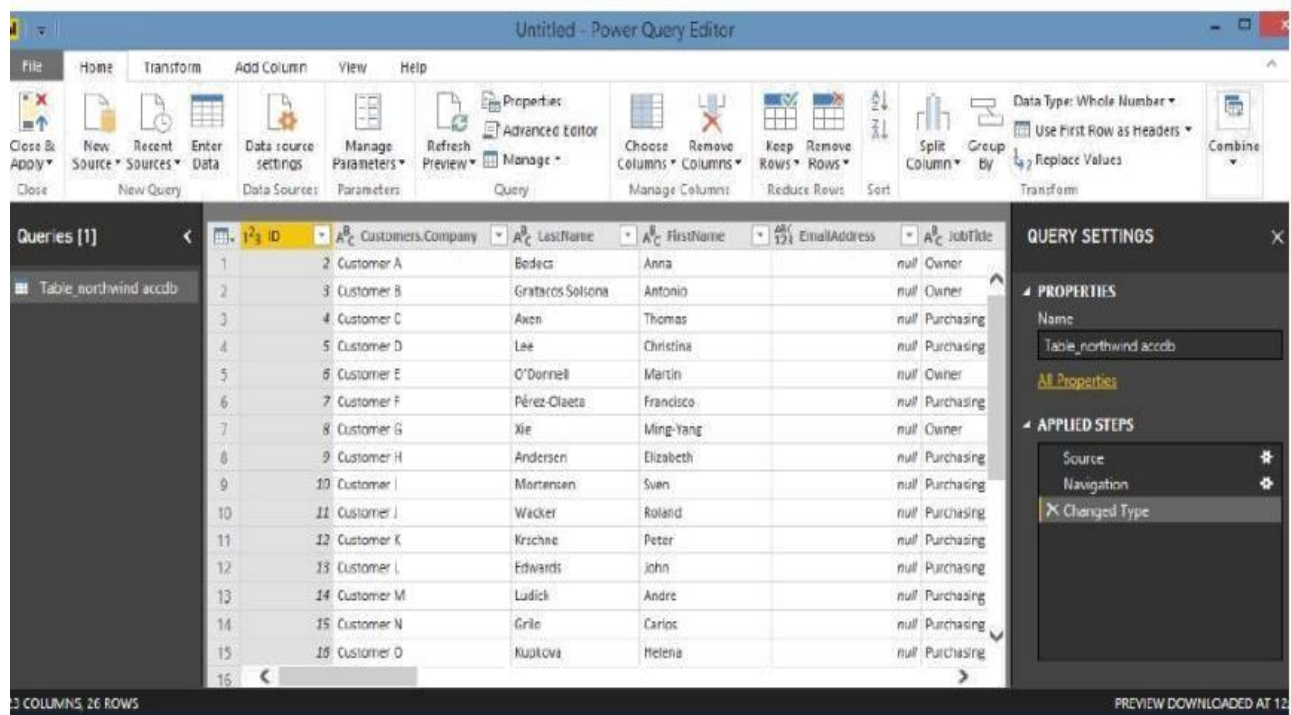 Untitled - Power Query Editor
File Home Transform Add Column View Help
Close & Apply
New Source
Recent Sources
Enter Data
Data source settings
Manage Parameters
Refresh Preview
Properties
Advanced Editor
Manage
Choose Columns
Remove Columns
Keep Rows
Remove Rows
Split Column
Group By
Data Type: Whole Number
Use First Row as Headers
Replace Values
Combine
Close New Query Data Sources Parameters Query Manage Columns Reduce Rows Sort Transform
Queries [1]
Table_northwind accdb
ID Customers.Company LastName FirstName EmailAddress JobTitle
1 2 Customer A Bedecs Anna null Owner
2 3 Customer B Gratacos Solsona Antonio null Owner
3 4 Customer C Axen Thomas null Purchasing
4 5 Customer D Lee Christina null Purchasing
5 6 Customer E O'Donnell Martin null Owner
6 7 Customer F Pérez-Olaeta Francisco null Purchasing
7 8 Customer G Xie Ming-Yang null Owner
8 9 Customer H Andersen Elizabeth null Purchasing
9 10 Customer I Mortensen Sven null Purchasing
10 11 Customer J Wacker Roland null Purchasing
11 12 Customer K Krschne Peter null Purchasing
12 13 Customer L Edwards John null Purchasing
13 14 Customer M Ludick Andre null Purchasing
14 15 Customer N Grilo Carlos null Purchasing
15 16 Customer O Kupkova Helena null Purchasing
16
QUERY SETTINGS
PROPERTIES
Name
Table_northwind accdb
All Properties
APPLIED STEPS
Source
Navigation
Changed Type
3 COLUMNS, 26 ROWS
PREVIEW DOWNLOADED AT 12: